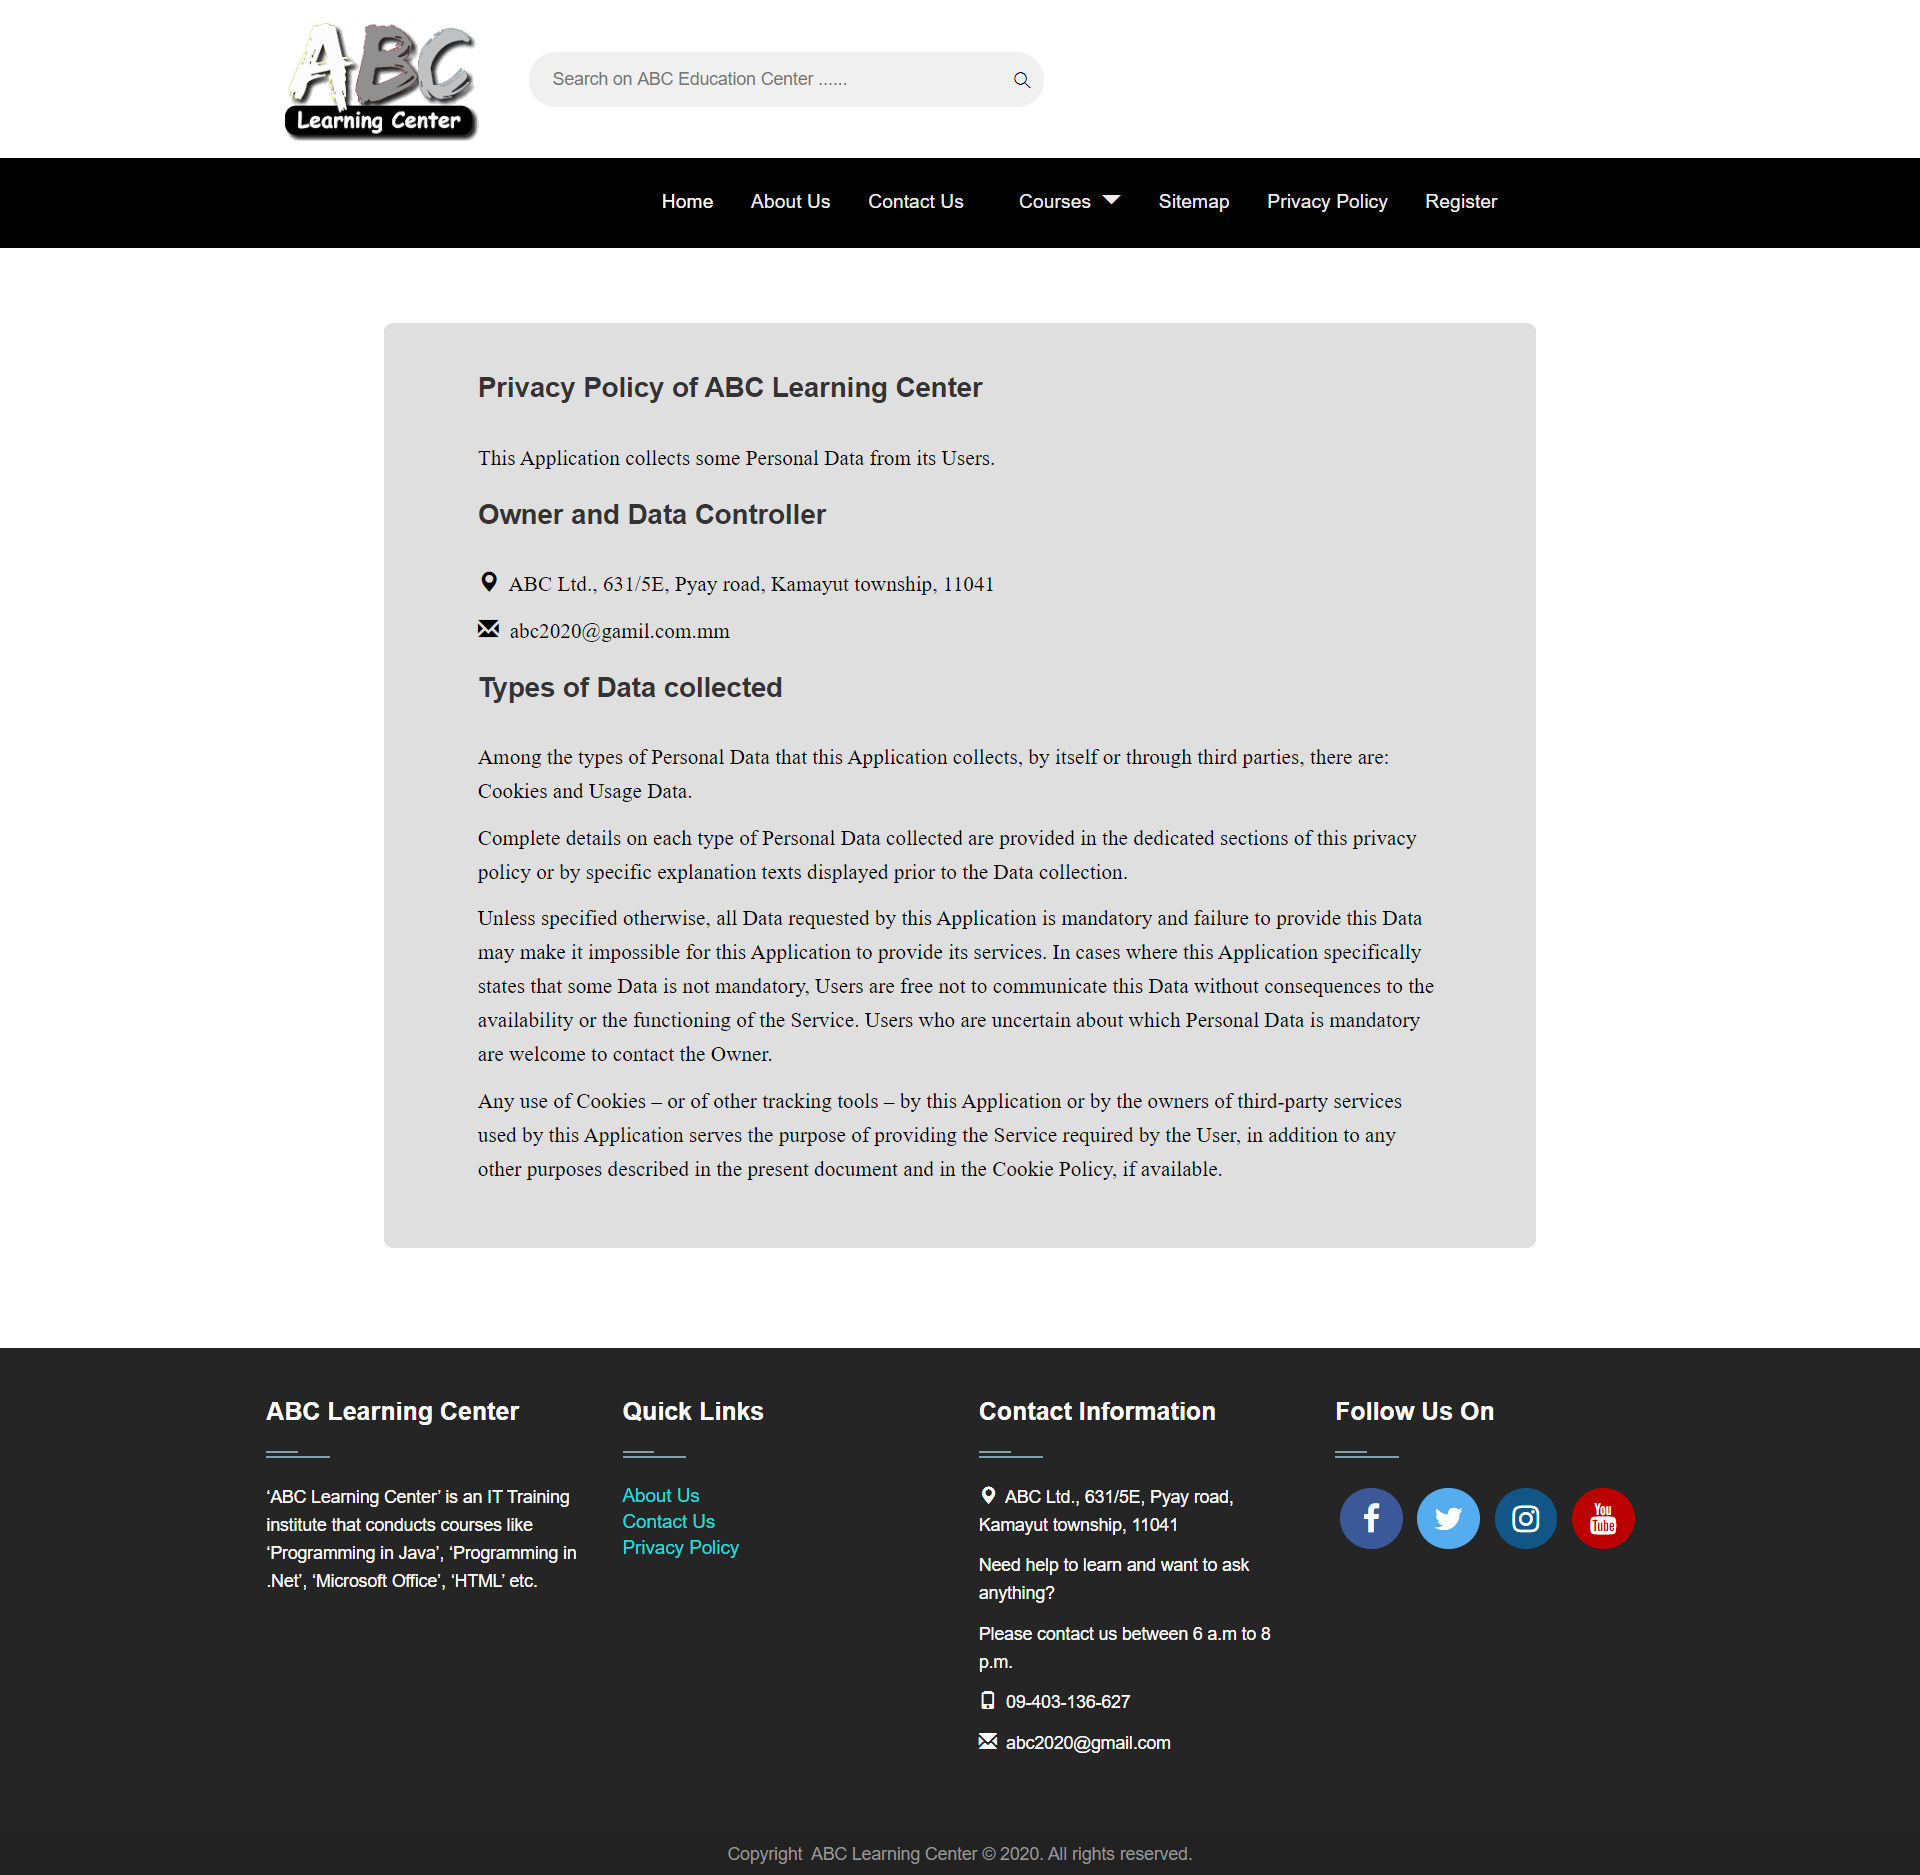 ABC
Learning Center
Search on ABC Education Center ......
Home About Us Contact Us Courses Sitemap Privacy Policy Register
Privacy Policy of ABC Learning Center
This Application collects some Personal Data from its Users.
Owner and Data Controller
ABC Ltd., 631/5E, Pyay road, Kamayut township, 11041
abc2020@gamil.com.mm
Types of Data collected
Among the types of Personal Data that this Application collects, by itself or through third parties, there are:
Cookies and Usage Data.
Complete details on each type of Personal Data collected are provided in the dedicated sections of this privacy
policy or by specific explanation texts displayed prior to the Data collection.
Unless specified otherwise, all Data requested by this Application is mandatory and failure to provide this Data
may make it impossible for this Application to provide its services. In cases where this Application specifically
states that some Data is not mandatory, Users are free not to communicate this Data without consequences to the
availability or the functioning of the Service. Users who are uncertain about which Personal Data is mandatory
are welcome to contact the Owner.
Any use of Cookies – or of other tracking tools – by this Application or by the owners of third-party services
used by this Application serves the purpose of providing the Service required by the User, in addition to any
other purposes described in the present document and in the Cookie Policy, if available.
ABC Learning Center
‘ABC Learning Center’ is an IT Training
institute that conducts courses like
‘Programming in Java’, ‘Programming in
.Net’, ‘Microsoft Office’, ‘HTML’ etc.
Quick Links
About Us
Contact Us
Privacy Policy
Contact Information
ABC Ltd., 631/5E, Pyay road,
Kamayut township, 11041
Need help to learn and want to ask
anything?
Please contact us between 6 a.m to 8
p.m.
09-403-136-627
abc2020@gmail.com
Follow Us On
You
Tube
Copyright ABC Learning Center © 2020. All rights reserved.